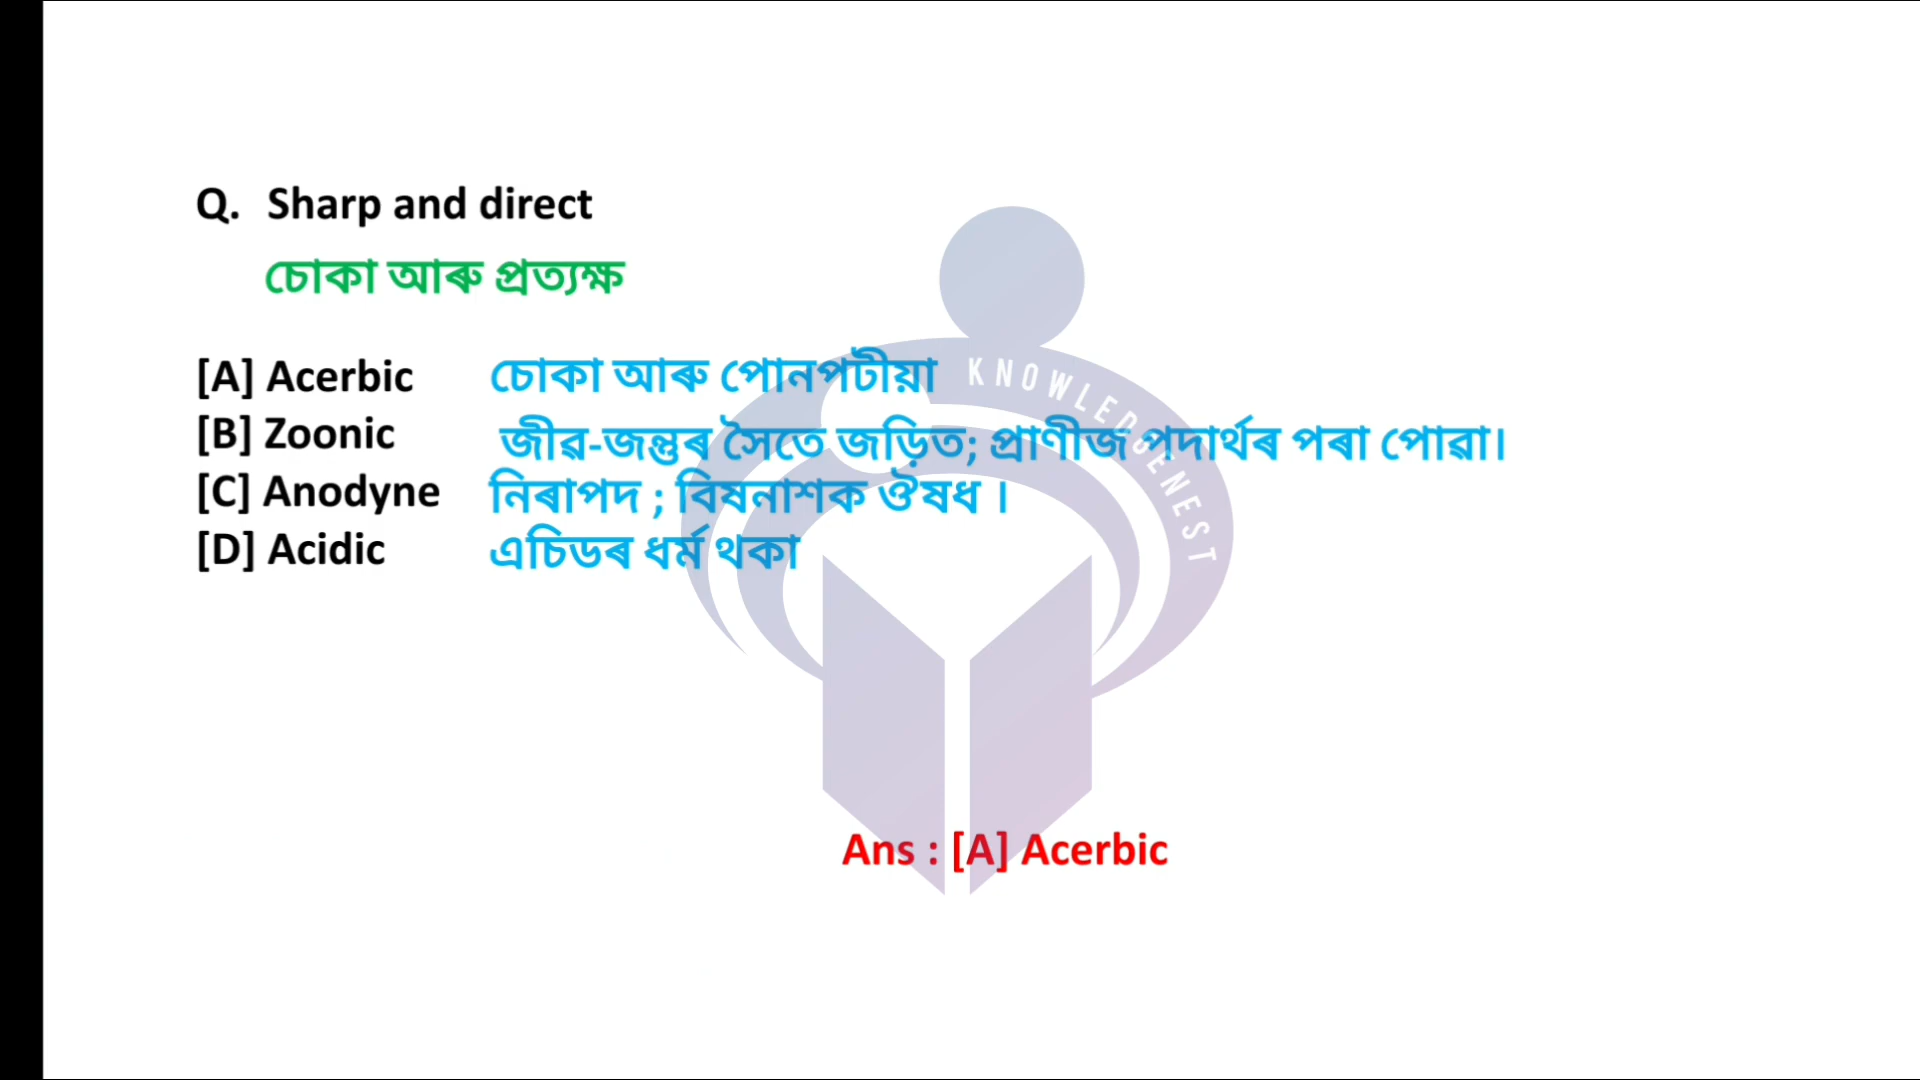 Q. Sharp and direct
চোকা আৰু প্ৰত্যক্ষ
[A] Acerbic চোকা আৰু পোনপটীয়া
[B] Zoonic জীৱ-জন্তুৰ সৈতে জড়িত; প্ৰাণীজ পদাৰ্থৰ পৰা পোৱা।
[C] Anodyne নিৰাপদ ; বিষনাশক ঔষধ ।
[D] Acidic এচিডৰ ধৰ্ম থকা
KNOWLEDGENEST
Ans : [A] Acerbic